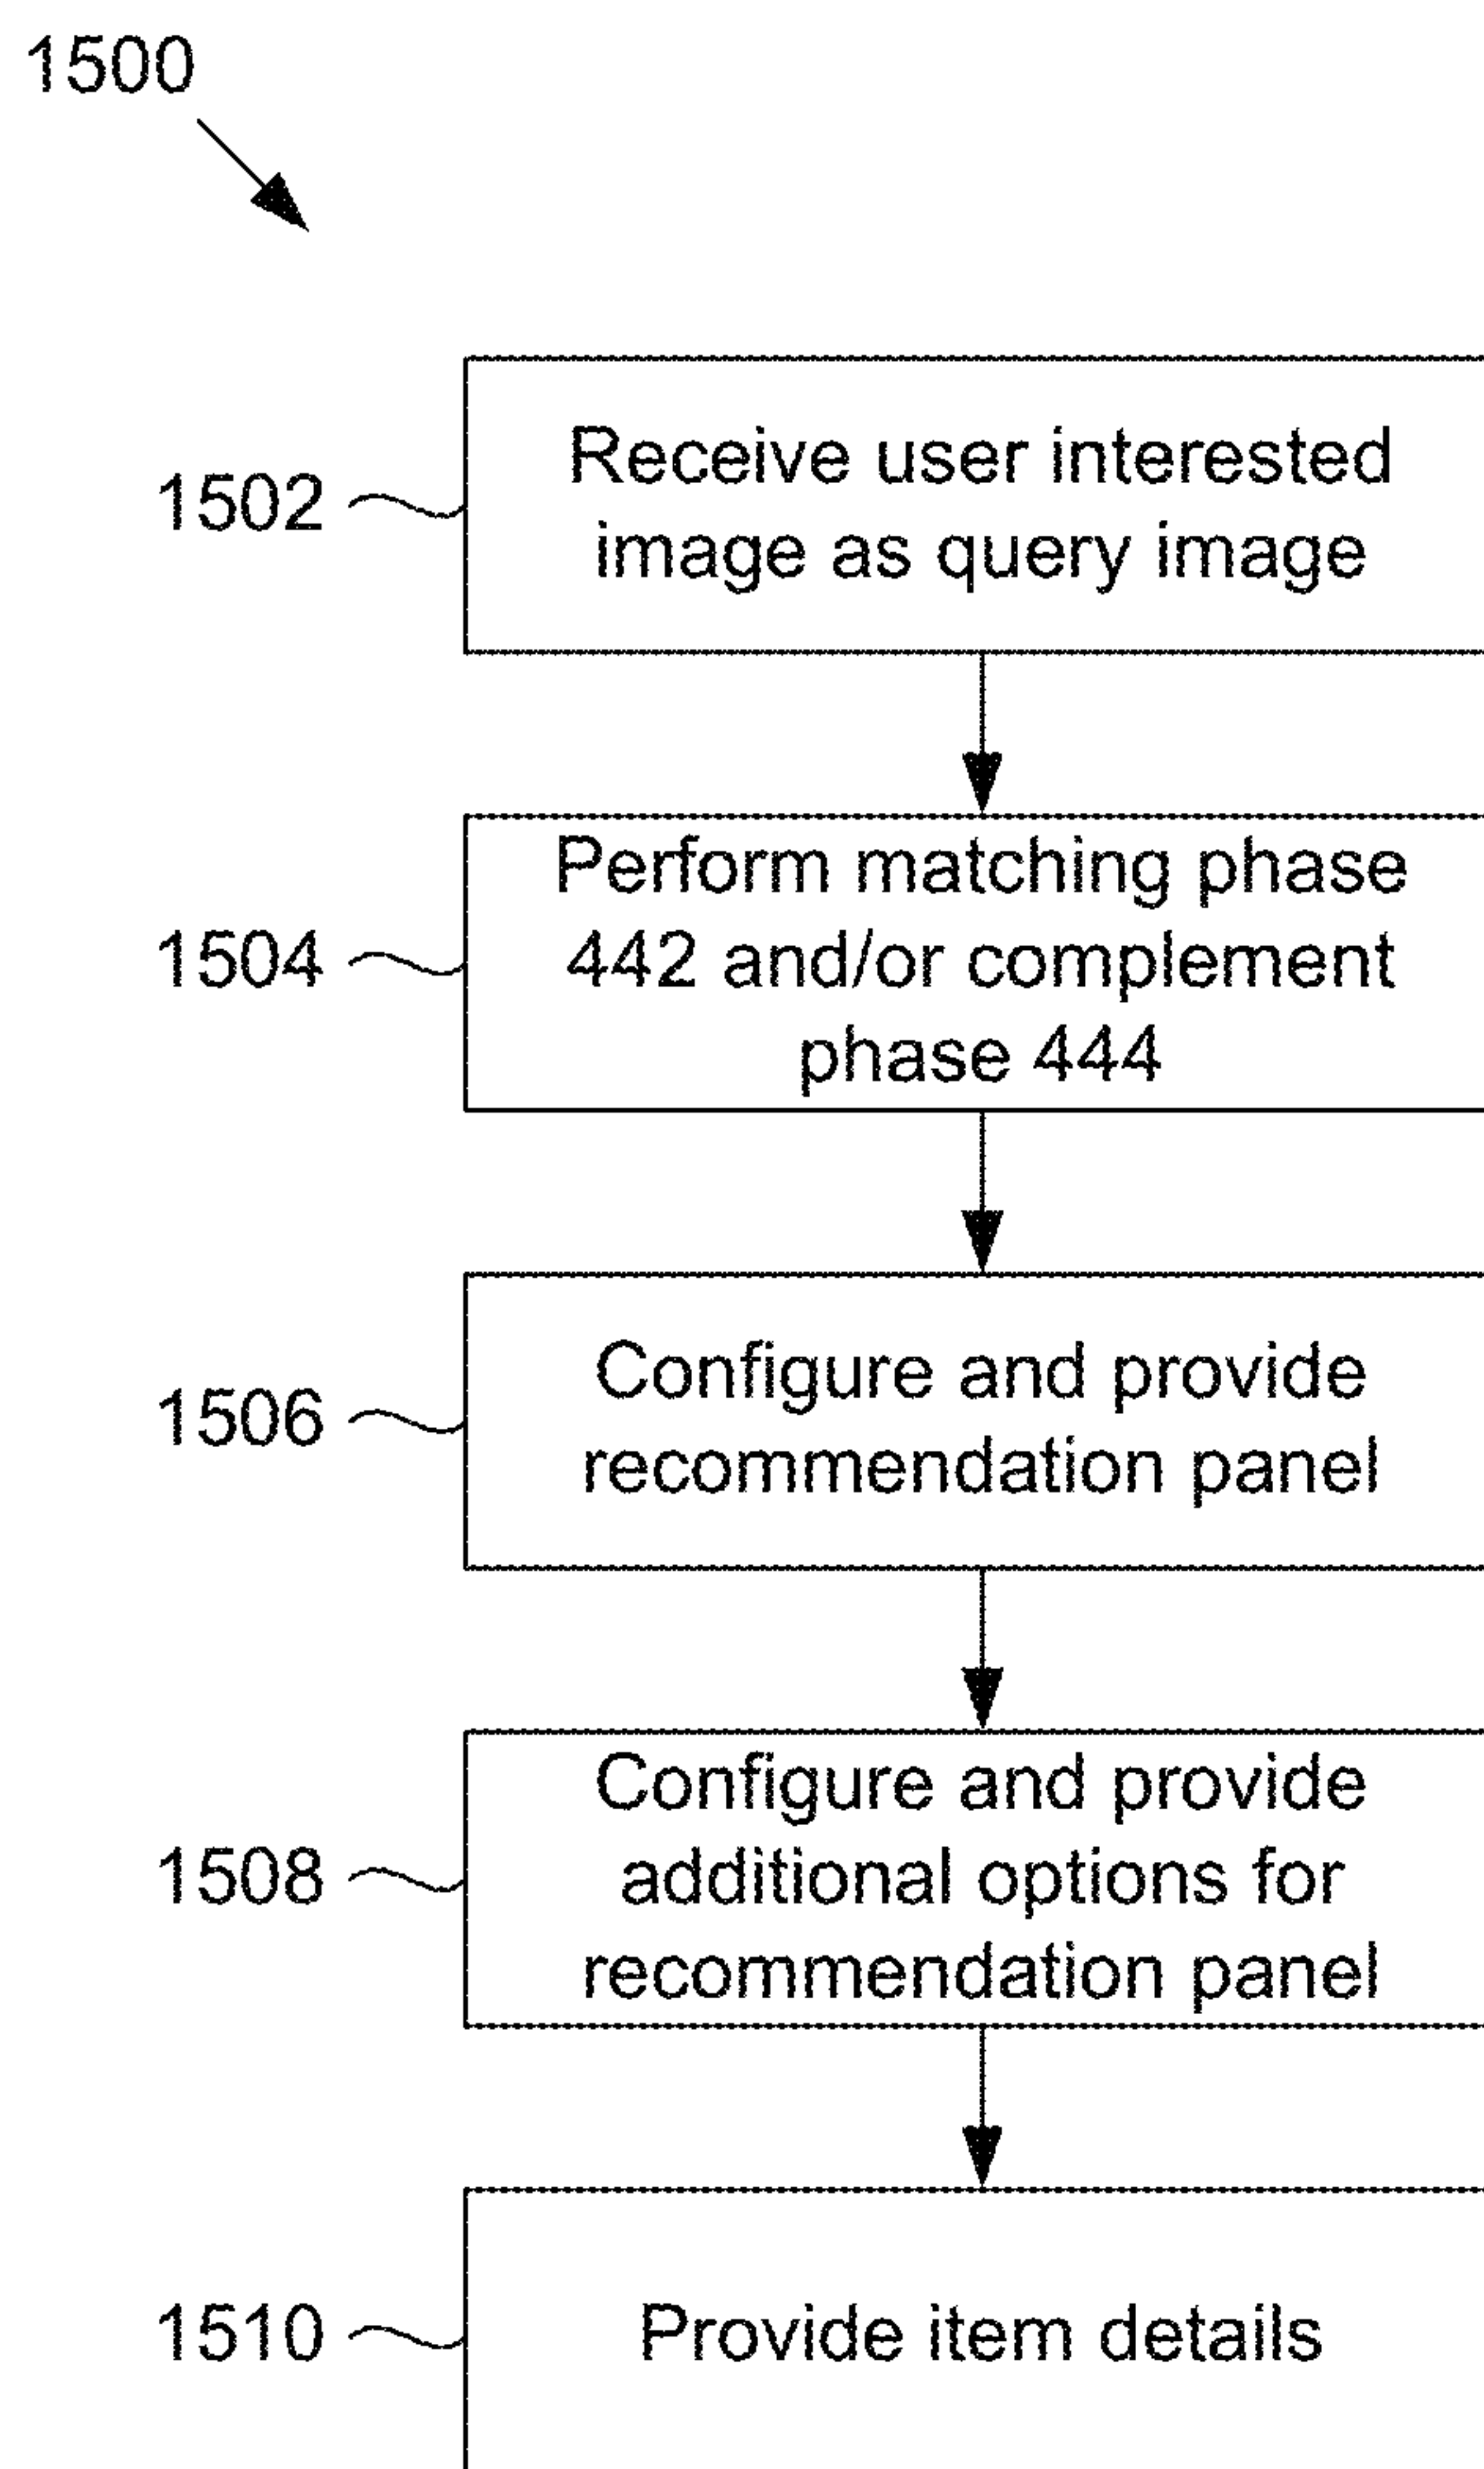 1500
1502
Receive user interested
image as query image
1504
Perform matching phase
442 and/or complement
phase 444
1506
Configure and provide
recommendation panel
1508
Configure and provide
additional options for
recommendation panel
1510
Provide item details